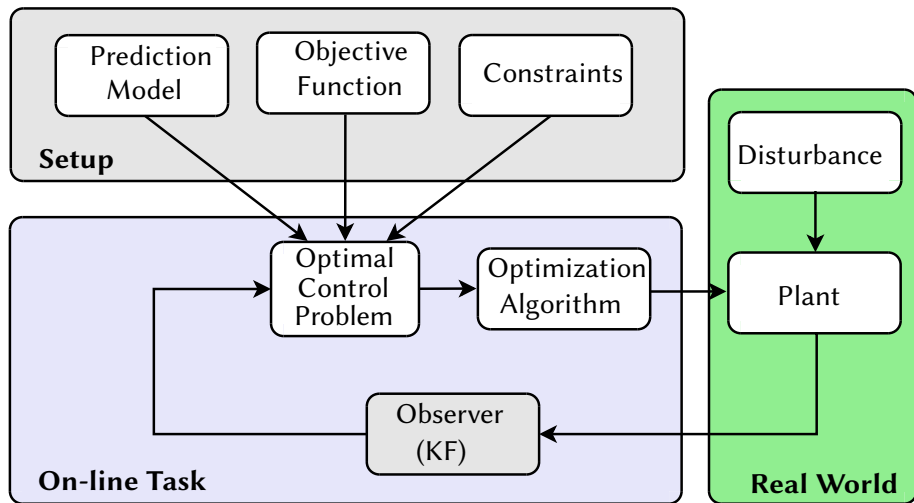 Prediction
Model
Objective
Function
Constraints
Setup
Disturbance
Optimal
Control
Problem
Optimization
Algorithm
Plant
Observer
(KF)
On-line Task
Real World